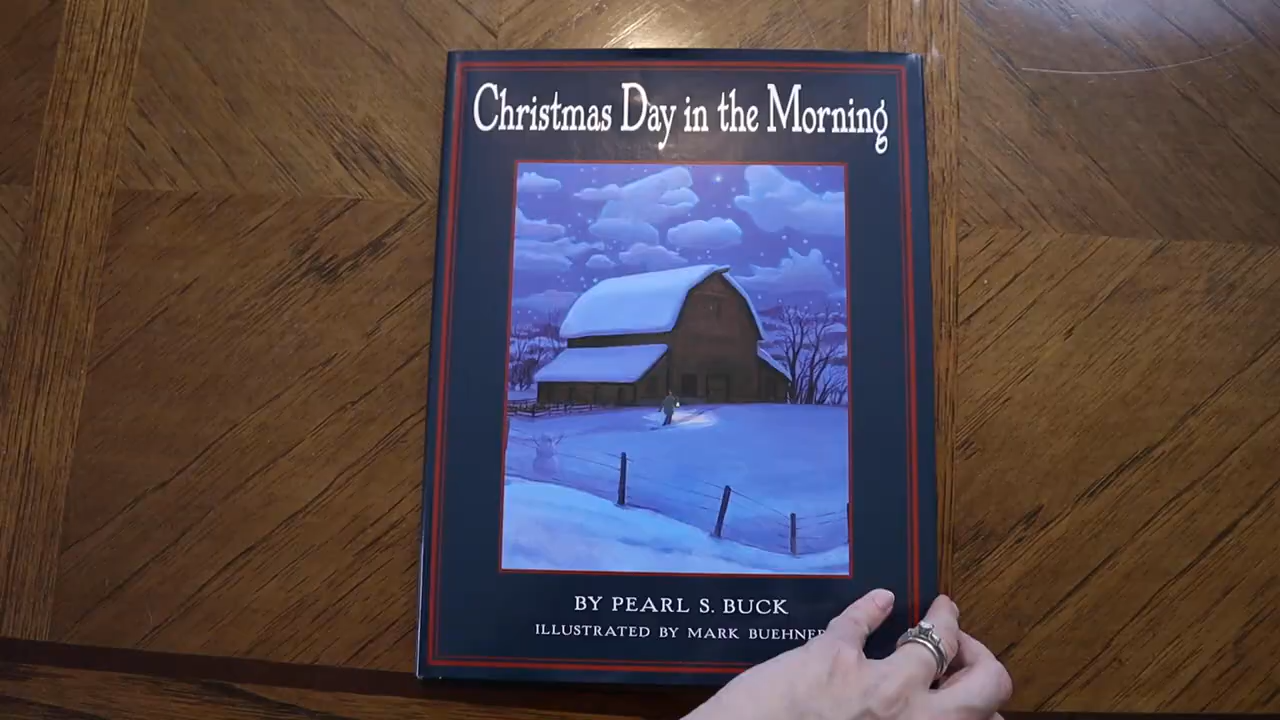 Christmas Day in the Morning
BY PEARL S. BUCK
ILLUSTRATED BY MARK BUEHNER